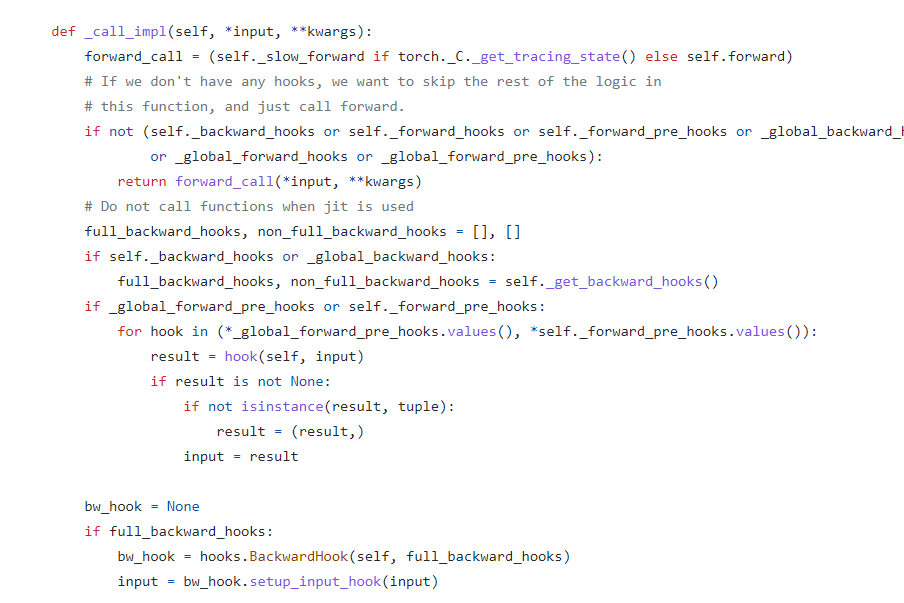 def _call_impl(self, *input, **kwargs):
    forward_call = (self._slow_forward if torch._C._get_tracing_state() else self.forward)
    # If we don't have any hooks, we want to skip the rest of the logic in
    # this function, and just call forward.
    if not (self._backward_hooks or self._forward_hooks or self._forward_pre_hooks or _global_backward_
            or _global_forward_hooks or _global_forward_pre_hooks):
        return forward_call(*input, **kwargs)
    # Do not call functions when jit is used
    full_backward_hooks, non_full_backward_hooks = [], []
    if self._backward_hooks or _global_backward_hooks:
        full_backward_hooks, non_full_backward_hooks = self._get_backward_hooks()
    if _global_forward_pre_hooks or self._forward_pre_hooks:
        for hook in (*_global_forward_pre_hooks.values(), *self._forward_pre_hooks.values()):
            result = hook(self, input)
            if result is not None:
                if not isinstance(result, tuple):
                    result = (result,)
                input = result
    bw_hook = None
    if full_backward_hooks:
        bw_hook = hooks.BackwardHook(self, full_backward_hooks)
        input = bw_hook.setup_input_hook(input)